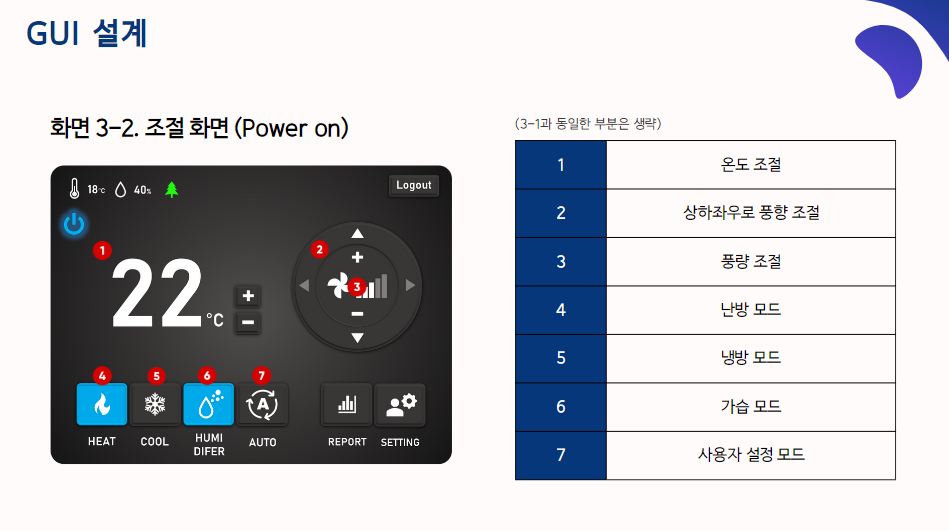 GUI 설계
화면 3-2. 조절 화면 (Power on)
18°C 40% Logout
1
22°C
+
-
2
+
3
-
4 5 6 7
A
HEAT COOL HUMI DIFER AUTO REPORT SETTING
(3-1과 동일한 부분은 생략)
1 온도 조절
2 상하좌우로 풍향 조절
3 풍량 조절
4 난방 모드
5 냉방 모드
6 가습 모드
7 사용자 설정 모드